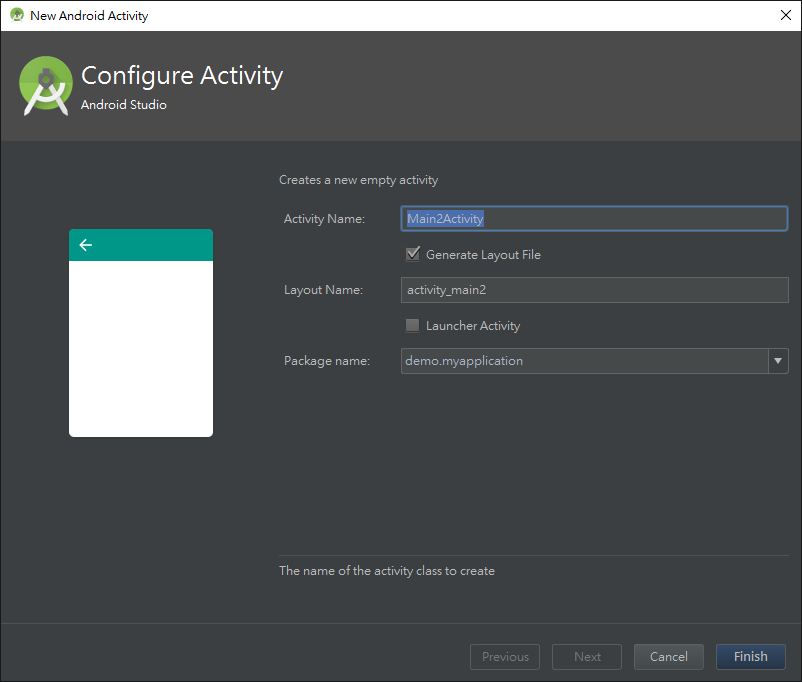 New Android Activity
Configure Activity
Android Studio
Creates a new empty activity
Activity Name: Main2Activity
Generate Layout File
Layout Name: activity_main2
Launcher Activity
Package name: demo.myapplication
The name of the activity class to create
Previous Next Cancel Finish